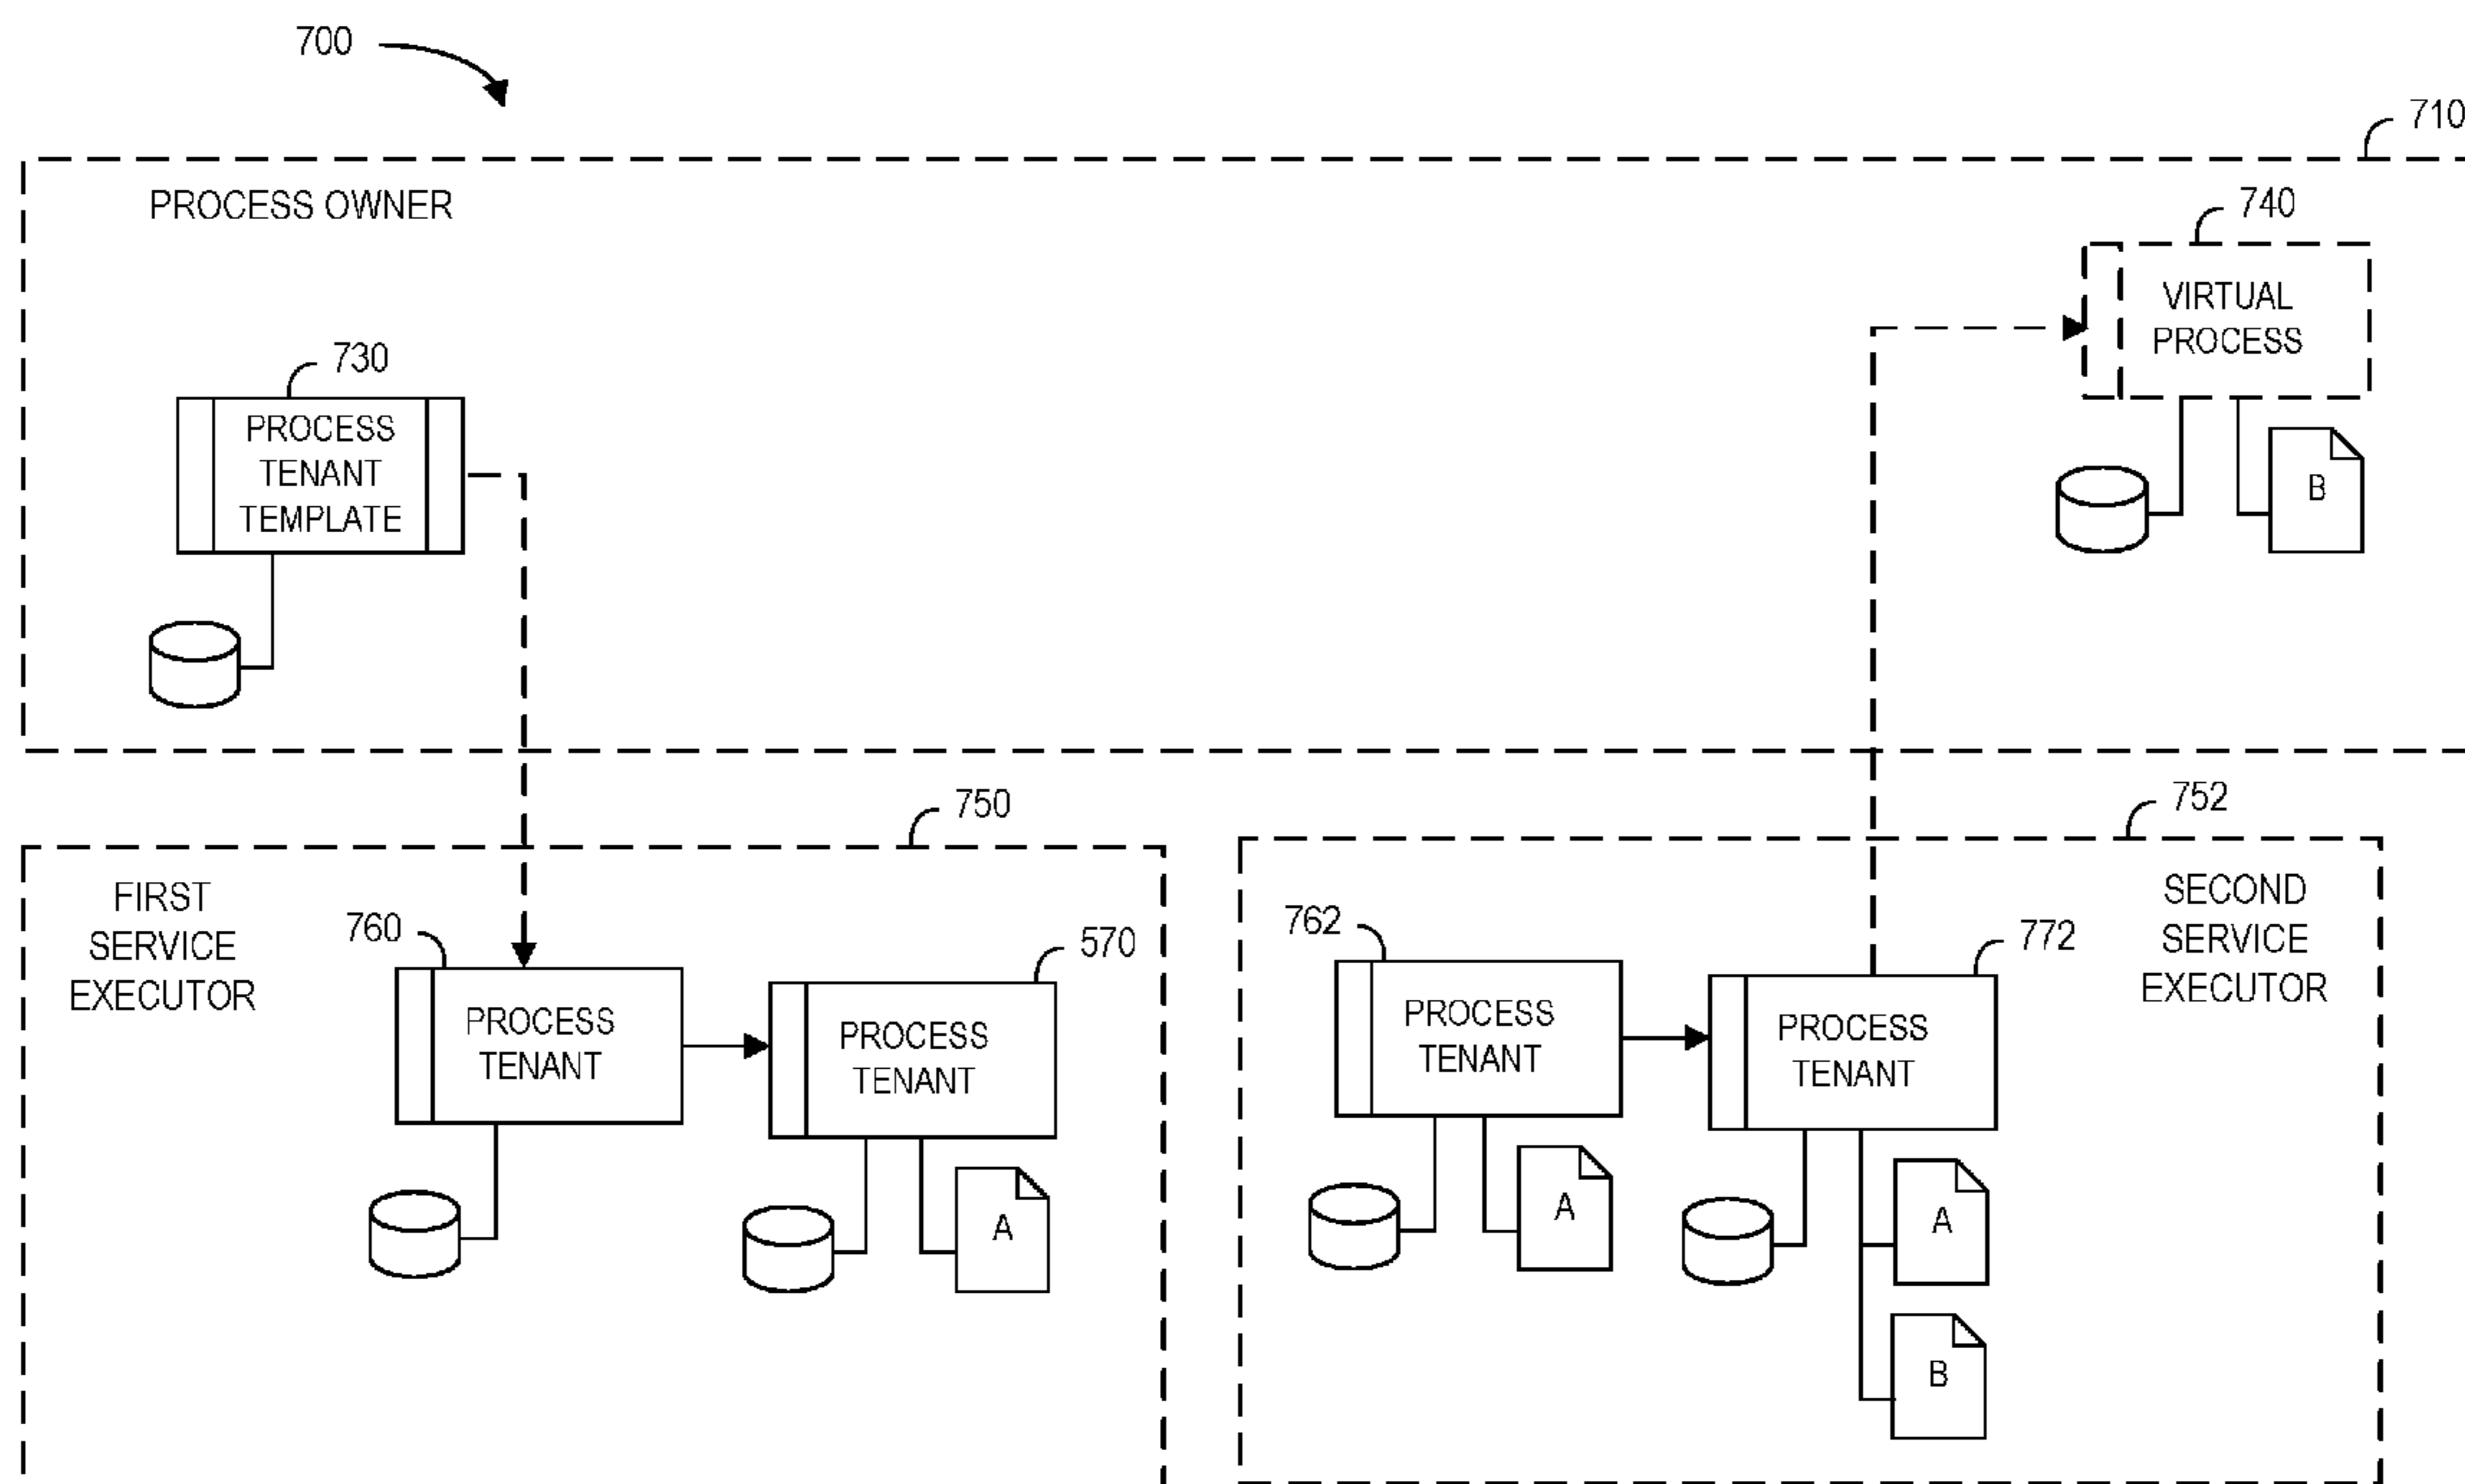 700
710
PROCESS OWNER
740
VIRTUAL
PROCESS
730
PROCESS
TENANT
TEMPLATE
B
750
752
FIRST
SERVICE
EXECUTOR
760
570
PROCESS
TENANT
PROCESS
TENANT
A
762
772
SECOND
SERVICE
EXECUTOR
PROCESS
TENANT
PROCESS
TENANT
A
A
B